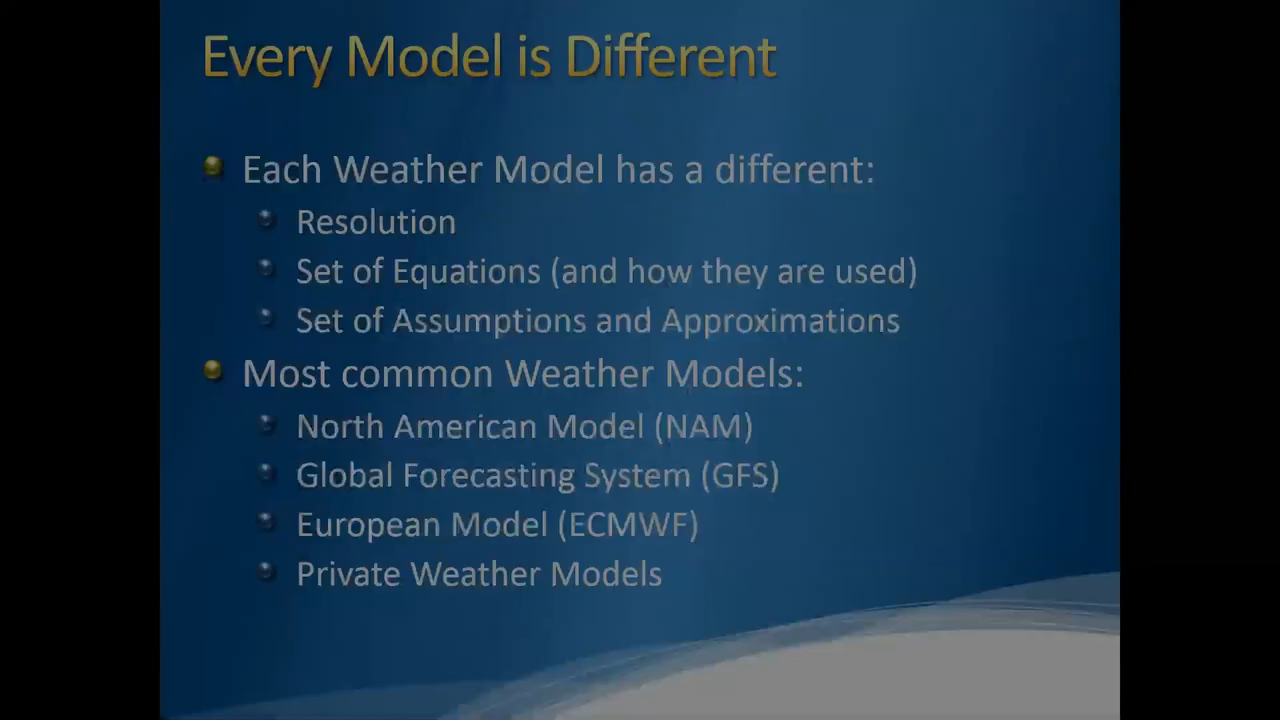 Every Model is Different
Each Weather Model has a different:
Resolution
Set of Equations (and how they are used)
Set of Assumptions and Approximations
Most common Weather Models:
North American Model (NAM)
Global Forecasting System (GFS)
European Model (ECMWF)
Private Weather Models